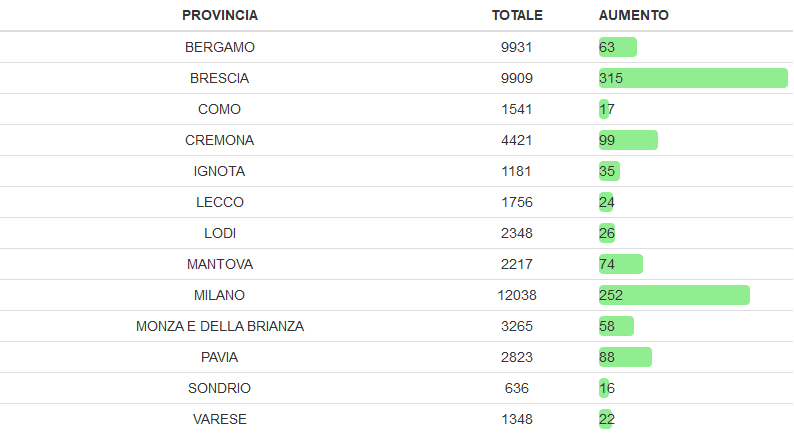 PROVINCIA TOTALE AUMENTO
BERGAMO 9931 63
BRESCIA 9909 315
COMO 1541 17
CREMONA 4421 99
IGNOTA 1181 35
LECCO 1756 24
LODI 2348 26
MANTOVA 2217 74
MILANO 12038 252
MONZA E DELLA BRIANZA 3265 58
PAVIA 2823 88
SONDRIO 636 16
VARESE 1348 22